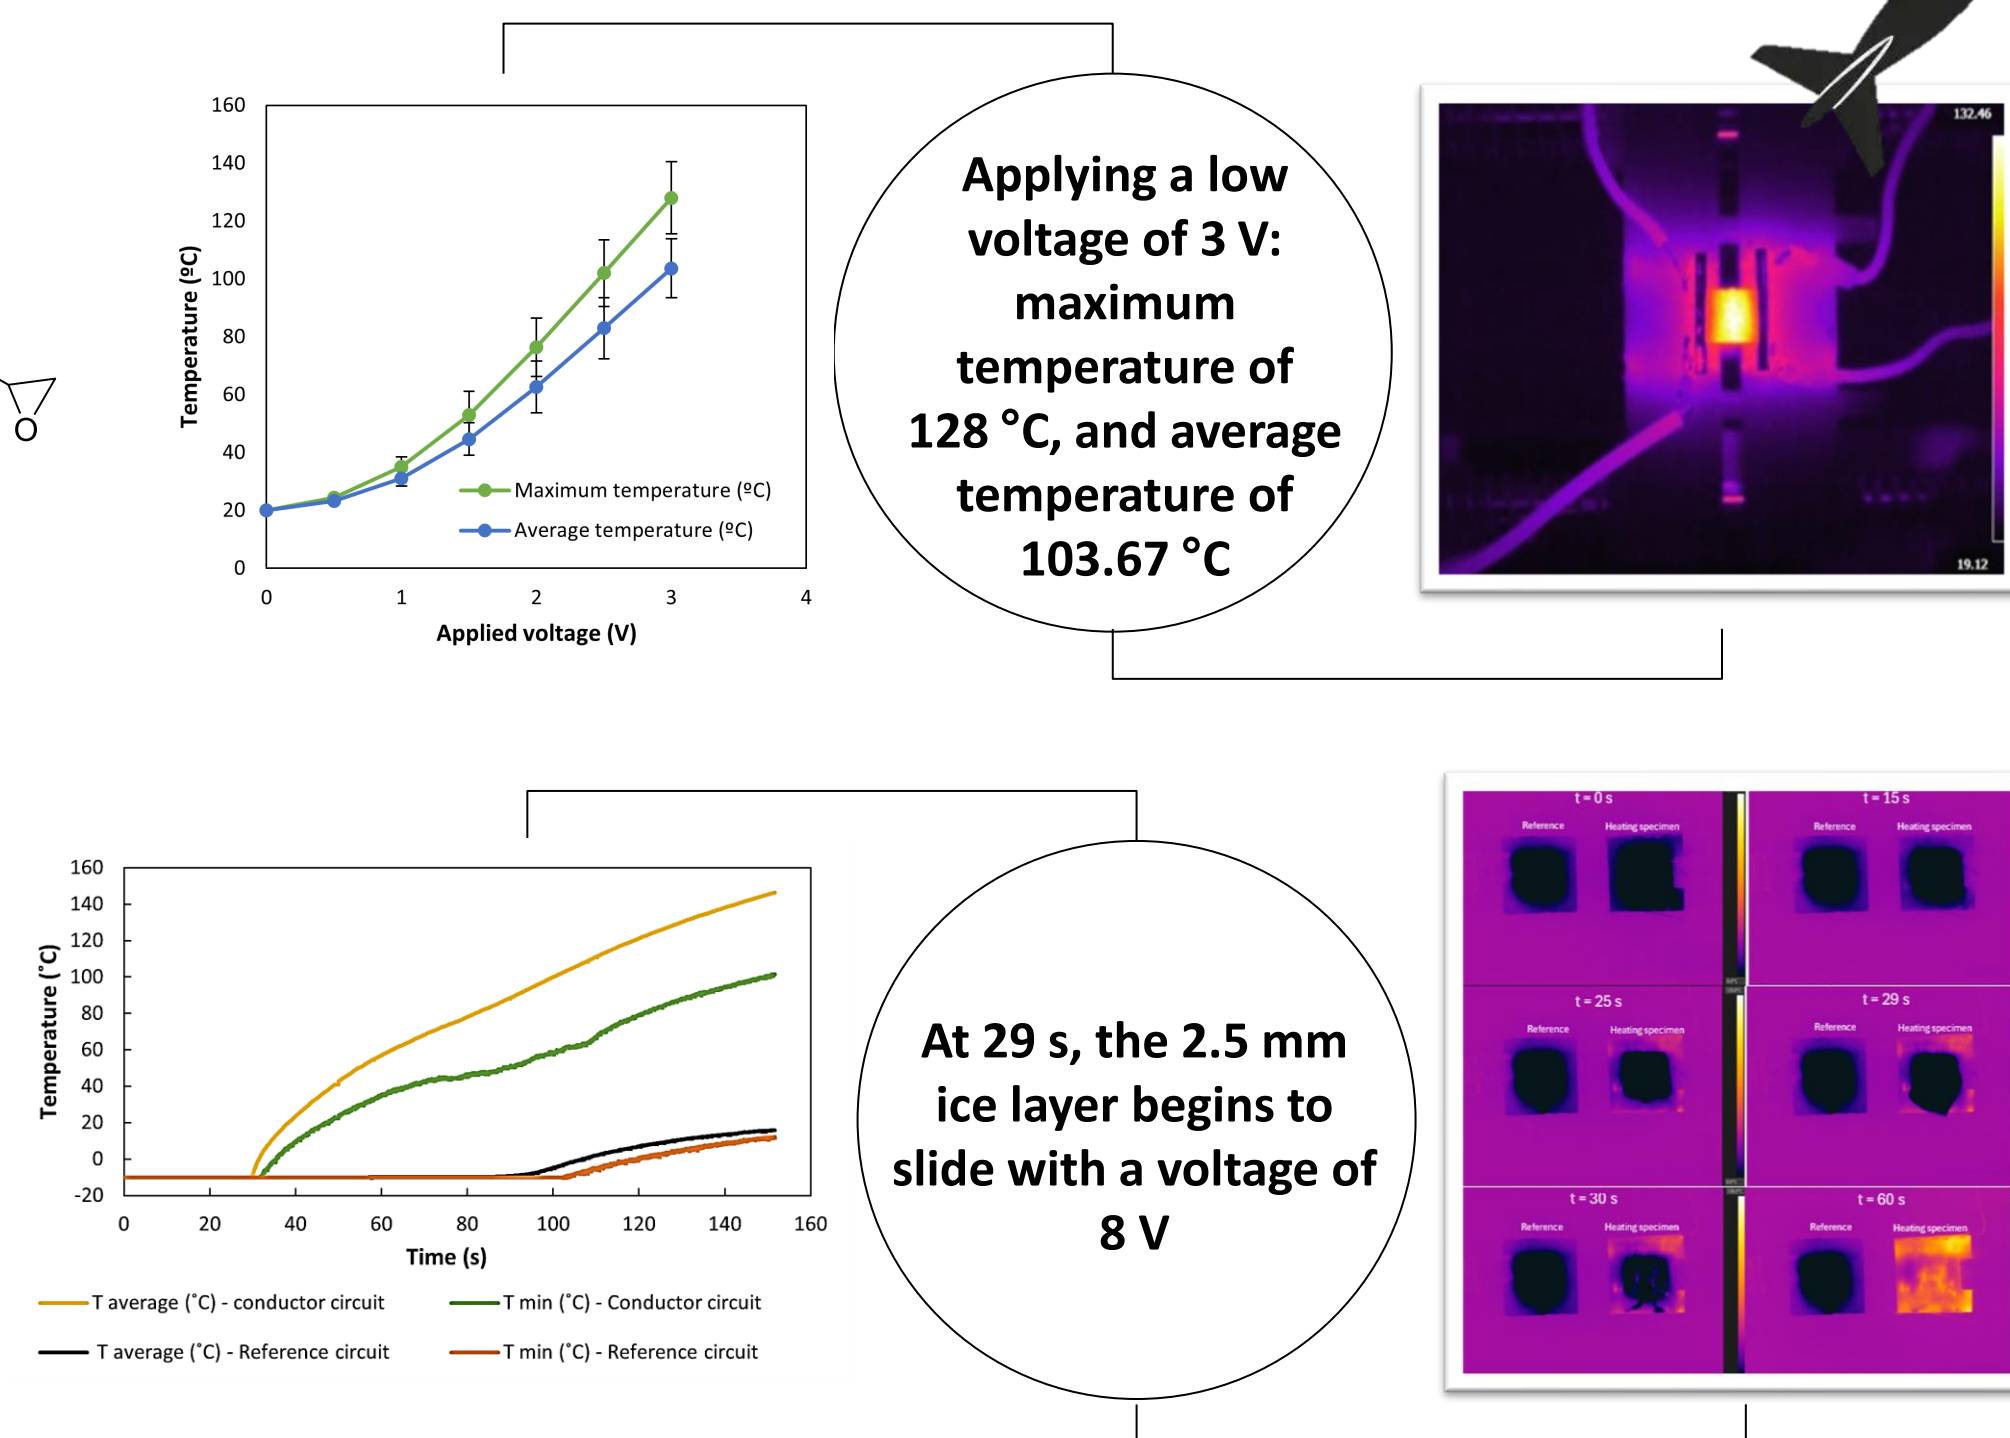 160
140
120
100
80
60
40
20
0
Temperature (ºC)
Maximum temperature (ºC)
Average temperature (ºC)
0 1 2 3 4
Applied voltage (V)
O
Applying a low
voltage of 3 V:
maximum
temperature of
128 °C, and average
temperature of
103.67 °C
132.46
19.12
160
140
120
100
80
60
40
20
0
-20
Temperature (˚C)
0 20 40 60 80 100 120 140 160
Time (s)
T average (˚C) - conductor circuit
T min (˚C) - Conductor circuit
T average (˚C) - Reference circuit
T min (˚C) - Reference circuit
At 29 s, the 2.5 mm
ice layer begins to
slide with a voltage of
8 V
t = 0 s
Reference Heating specimen
t = 15 s
Reference Heating specimen
t = 25 s
Reference Heating specimen
t = 29 s
Reference Heating specimen
t = 30 s
Reference Heating specimen
t = 60 s
Reference Heating specimen